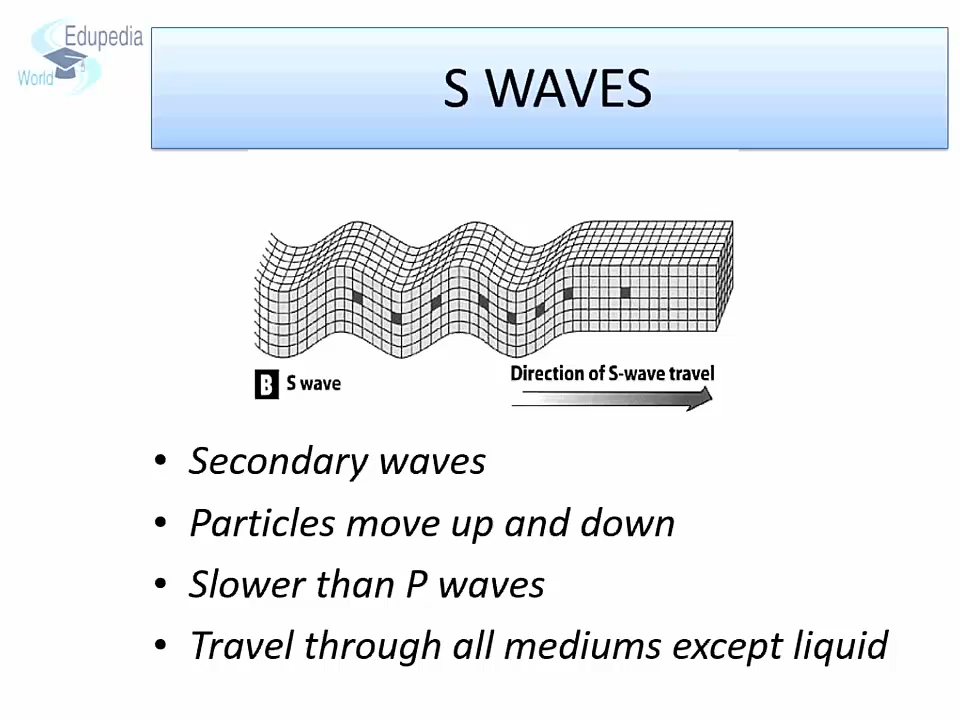 Edupedia
World
S WAVES
B S wave
Direction of S-wave travel
• Secondary waves
• Particles move up and down
• Slower than P waves
• Travel through all mediums except liquid